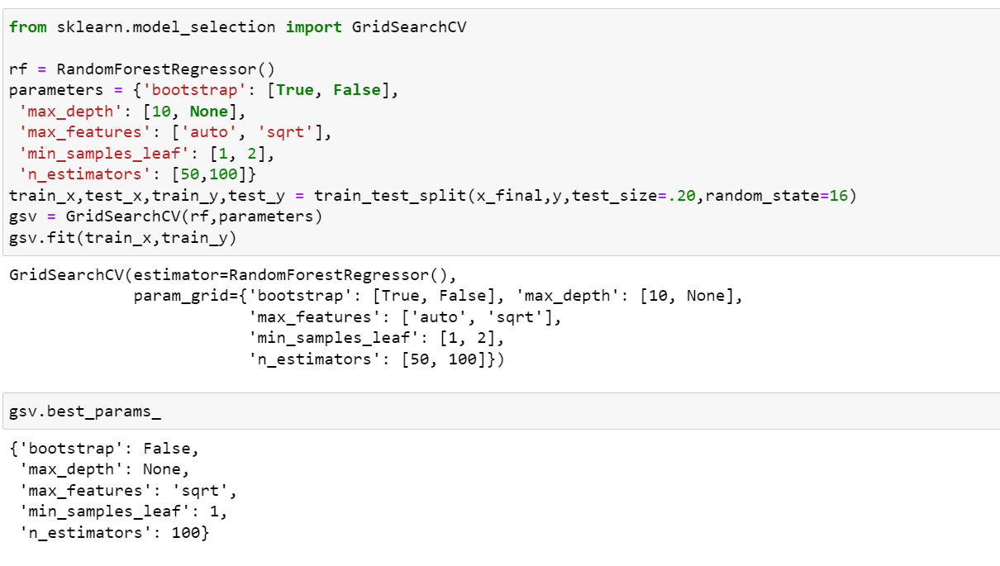 from sklearn.model_selection import GridSearchCV
rf = RandomForestRegressor()
parameters = {'bootstrap': [True, False],
 'max_depth': [10, None],
 'max_features': ['auto', 'sqrt'],
 'min_samples_leaf': [1, 2],
 'n_estimators': [50,100]}
train_x,test_x,train_y,test_y = train_test_split(x_final,y,test_size=.20,random_state=16)
gsv = GridSearchCV(rf,parameters)
gsv.fit(train_x,train_y)
GridSearchCV(estimator=RandomForestRegressor(),
             param_grid={'bootstrap': [True, False], 'max_depth': [10, None],
                         'max_features': ['auto', 'sqrt'],
                         'min_samples_leaf': [1, 2],
                         'n_estimators': [50, 100]})
gsv.best_params_
{'bootstrap': False,
 'max_depth': None,
 'max_features': 'sqrt',
 'min_samples_leaf': 1,
 'n_estimators': 100}